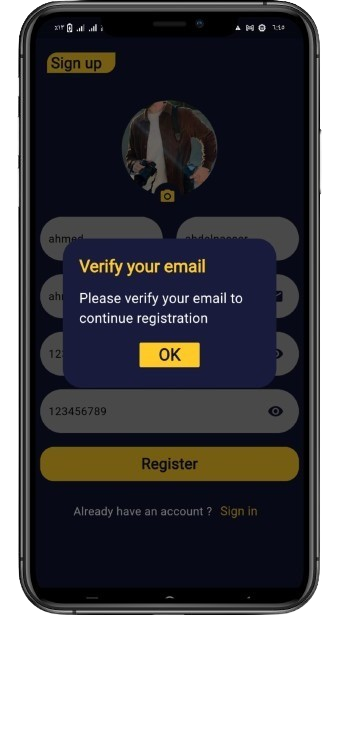 Sign up
ahmed
Verify your email
Please verify your email to
continue registration
OK
123456789
Register
Already have an account ? Sign in